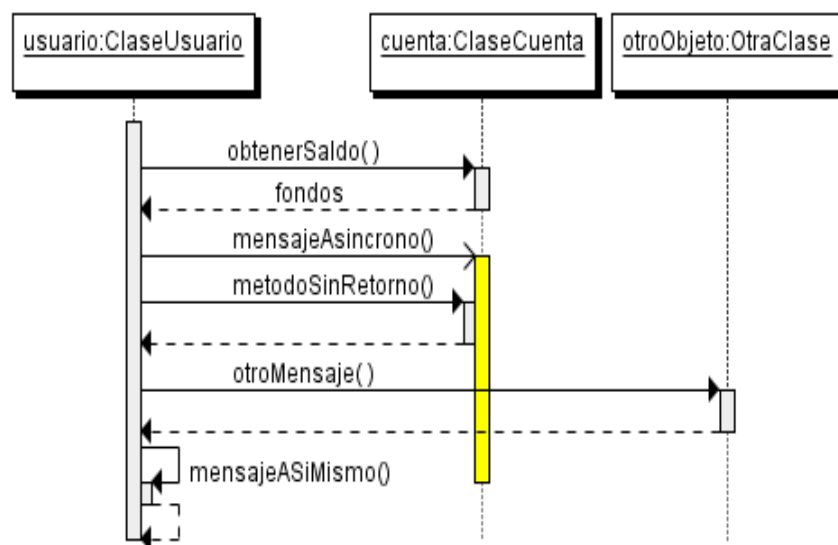 usuario:ClaseUsuario
cuenta:ClaseCuenta
otroObjeto:OtraClase
obtenerSaldo( )
fondos
mensajeAsincrono()
metodoSinRetorno()
otroMensaje( )
mensajeASiMismo()